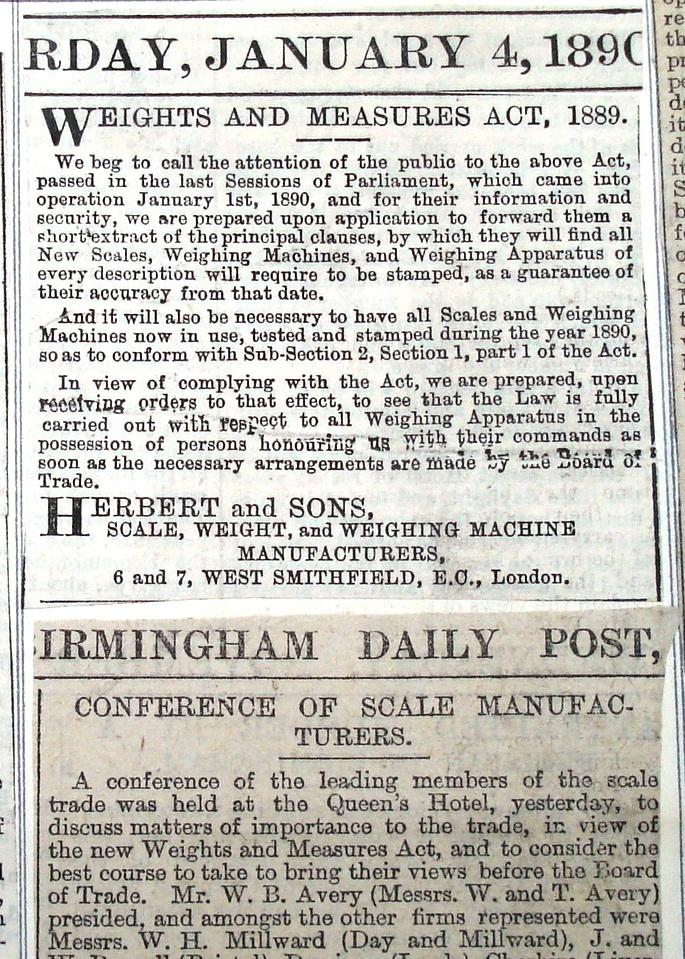 RDAY, JANUARY 4, 1890
WEIGHTS AND MEASURES ACT, 1889.
We beg to call the attention of the public to the above Act,
passed in the last Sessions of Parliament, which came into
operation January 1st, 1890, and for their information and
security, we are prepared upon application to forward them a
short extract of the principal clauses, by which they will find all
New Scales, Weighing Machines, and Weighing Apparatus of
every description will require to be stamped, as a guarantee of
their accuracy from that date.
And it will also be necessary to have all Scales and Weighing
Machines now in use, tested and stamped during the year 1890,
so as to conform with Sub-Section 2, Section 1, part 1 of the Act.
In view of complying with the Act, we are prepared, upon
receiving orders to that effect, to see that the Law is fully
carried out with respect to all Weighing Apparatus in the
possession of persons honouring us with their commands as
soon as the necessary arrangements are made by the Board of
Trade.
HERBERT and SONS,
SCALE, WEIGHT, and WEIGHING MACHINE
MANUFACTURERS,
6 and 7, WEST SMITHFIELD, E.C., London.
BIRMINGHAM DAILY POST,
CONFERENCE OF SCALE MANUFAC-
TURERS.
A conference of the leading members of the scale
trade was held at the Queen's Hotel, yesterday, to
discuss matters of importance to the trade, in view of
the new Weights and Measures Act, and to consider the
best course to take to bring their views before the Board
of Trade. Mr. W. B. Avery (Messrs. W. and T. Avery)
presided, and amongst the other firms represented were
Messrs. W. H. Millward (Day and Millward), J. and